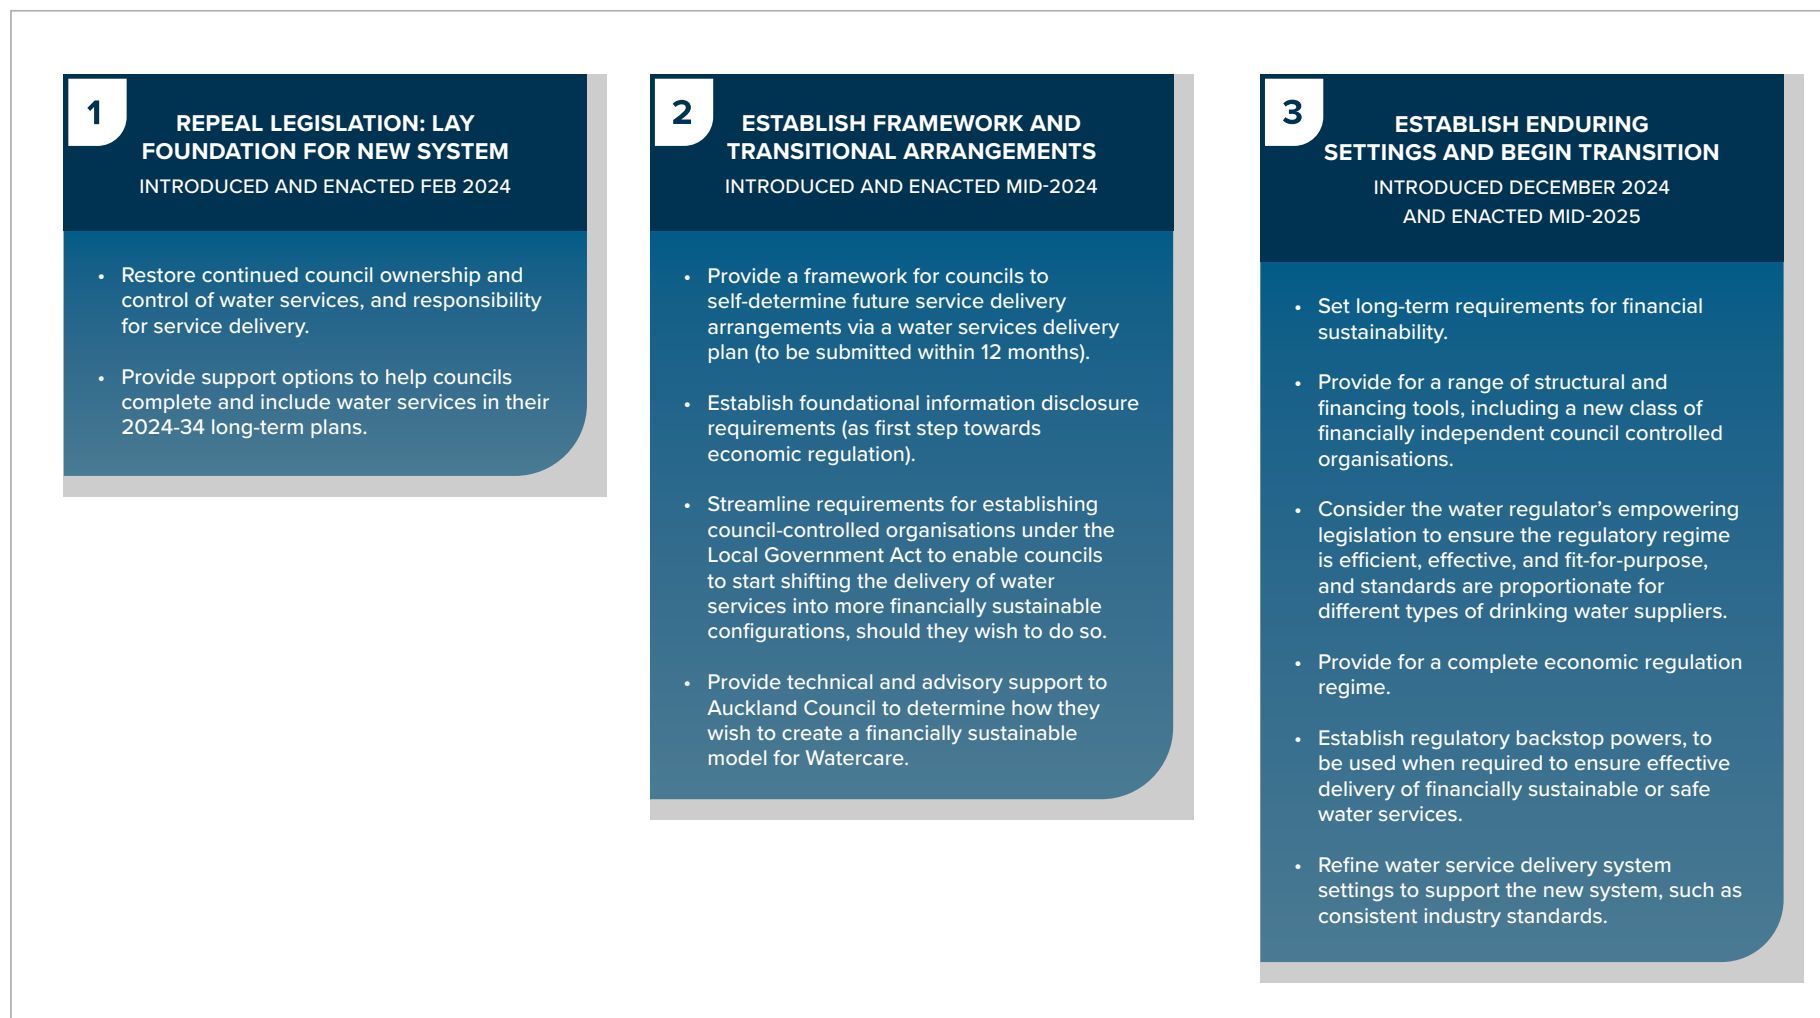 1
REPEAL LEGISLATION: LAY
FOUNDATION FOR NEW SYSTEM
INTRODUCED AND ENACTED FEB 2024
• Restore continued council ownership and
control of water services, and responsibility
for service delivery.
• Provide support options to help councils
complete and include water services in their
2024-34 long-term plans.
2
ESTABLISH FRAMEWORK AND
TRANSITIONAL ARRANGEMENTS
INTRODUCED AND ENACTED MID-2024
• Provide a framework for councils to
self-determine future service delivery
arrangements via a water services delivery
plan (to be submitted within 12 months).
• Establish foundational information disclosure
requirements (as first step towards
economic regulation).
• Streamline requirements for establishing
council-controlled organisations under the
Local Government Act to enable councils
to start shifting the delivery of water
services into more financially sustainable
configurations, should they wish to do so.
• Provide technical and advisory support to
Auckland Council to determine how they
wish to create a financially sustainable
model for Watercare.
3
ESTABLISH ENDURING
SETTINGS AND BEGIN TRANSITION
INTRODUCED DECEMBER 2024
AND ENACTED MID-2025
• Set long-term requirements for financial
sustainability.
• Provide for a range of structural and
financing tools, including a new class of
financially independent council controlled
organisations.
• Consider the water regulator’s empowering
legislation to ensure the regulatory regime
is efficient, effective, and fit-for-purpose,
and standards are proportionate for
different types of drinking water suppliers.
• Provide for a complete economic regulation
regime.
• Establish regulatory backstop powers, to
be used when required to ensure effective
delivery of financially sustainable or safe
water services.
• Refine water service delivery system
settings to support the new system, such as
consistent industry standards.